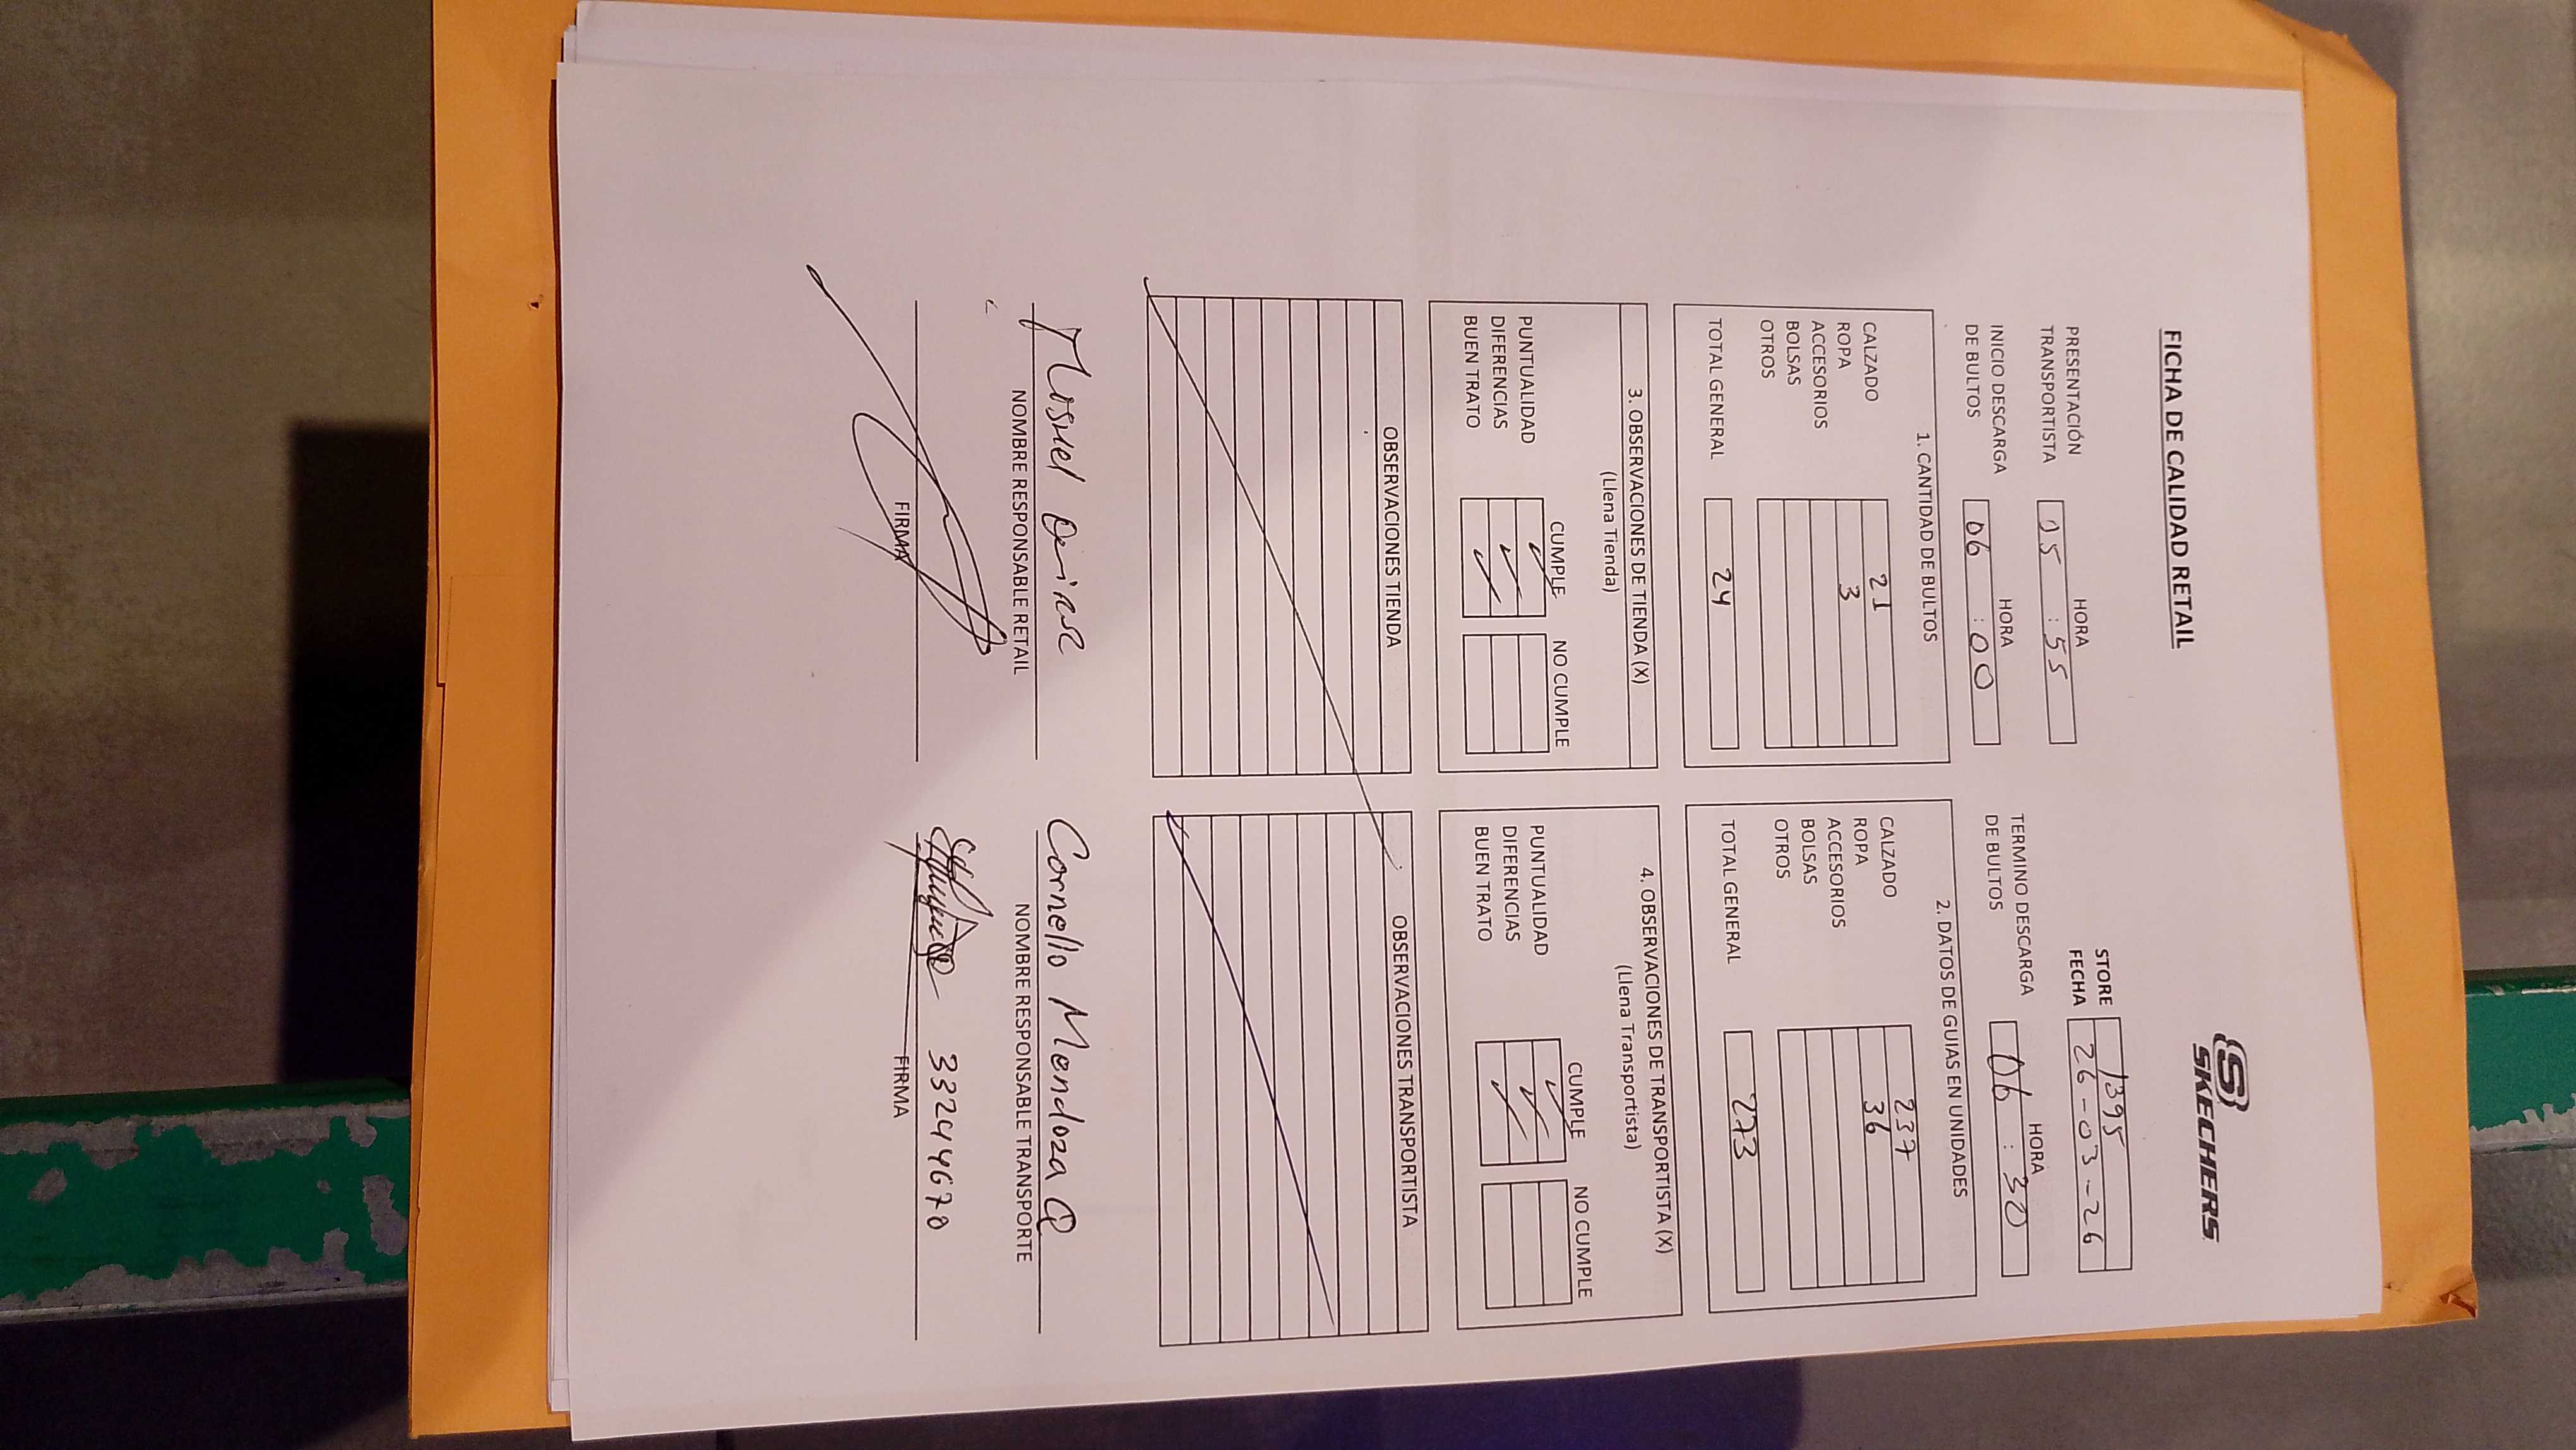 FICHA DE CALIDAD RETAIL
SKECHERS
STORE 1395
FECHA 26-03-26
HORA
PRESENTACIÓN TRANSPORTISTA 05 : 55
HORA
INICIO DESCARGA DE BULTOS 06 : 00
HORA
TERMINO DESCARGA DE BULTOS 06 : 30
1. CANTIDAD DE BULTOS
CALZADO 21
ROPA 3
ACCESORIOS
BOLSAS
OTROS
TOTAL GENERAL 24
2. DATOS DE GUIAS EN UNIDADES
CALZADO 237
ROPA 36
ACCESORIOS
BOLSAS
OTROS
TOTAL GENERAL 273
3. OBSERVACIONES DE TIENDA (X)
(Llena Tienda)
CUMPLE NO CUMPLE
PUNTUALIDAD ✓
DIFERENCIAS ✓
BUEN TRATO ✓
4. OBSERVACIONES DE TRANSPORTISTA (X)
(Llena Transportista)
CUMPLE NO CUMPLE
PUNTUALIDAD ✓
DIFERENCIAS ✓
BUEN TRATO ✓
OBSERVACIONES TIENDA
OBSERVACIONES TRANSPORTISTA
NOMBRE RESPONSABLE RETAIL
FIRMA
Cornelio Mendoza Q
NOMBRE RESPONSABLE TRANSPORTE
33244670
FIRMA